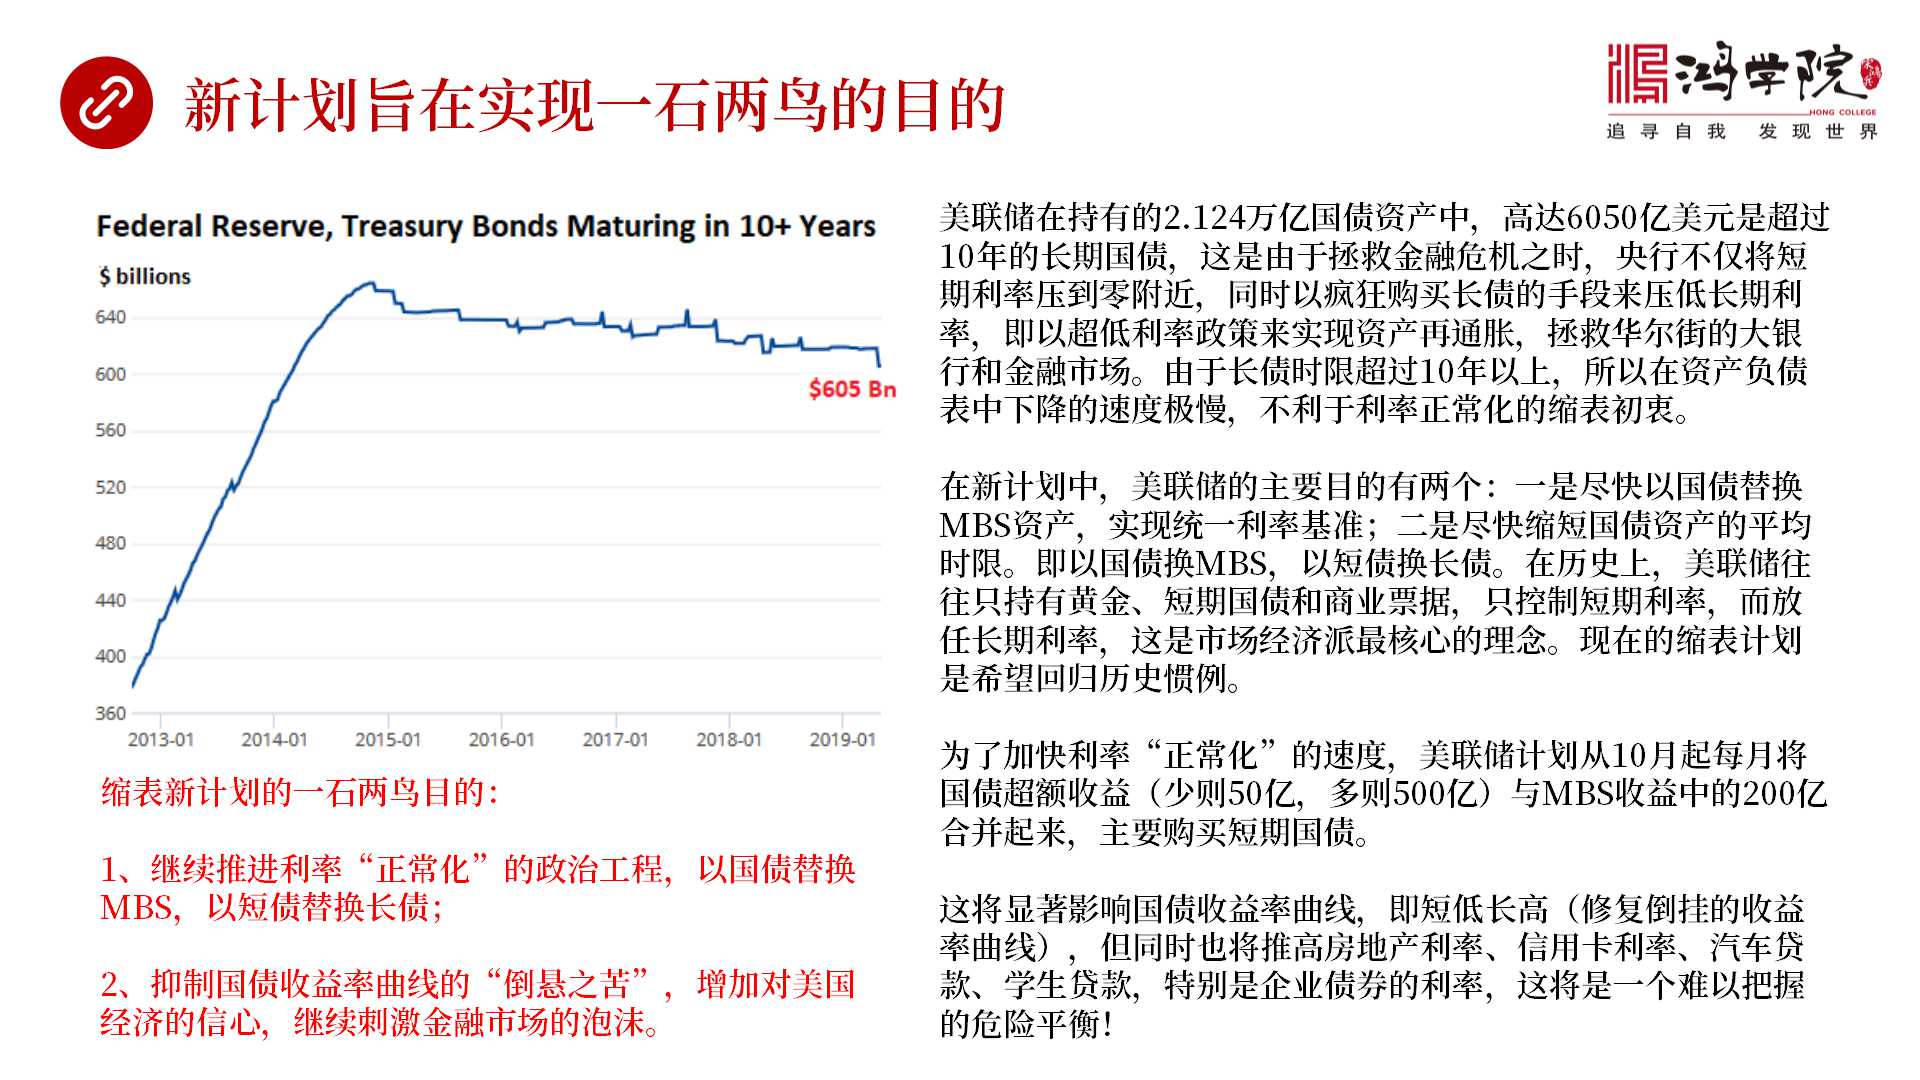 新计划旨在实现一石两鸟的目的
鸿学院
HONG COLLEGE
追寻自我 发现世界
Federal Reserve, Treasury Bonds Maturing in 10+ Years
$ billions
640
600
560
520
480
440
400
360
$605 Bn
2013-01 2014-01 2015-01 2016-01 2017-01 2018-01 2019-01
缩表新计划的一石两鸟目的：
1、继续推进利率“正常化”的政治工程，以国债替换
MBS，以短债替换长债；
2、抑制国债收益率曲线的“倒悬之苦”，增加对美国
经济的信心，继续刺激金融市场的泡沫。
美联储在持有的2.124万亿国债资产中，高达6050亿美元是超过
10年的长期国债，这是由于拯救金融危机之时，央行不仅将短
期利率压到零附近，同时以疯狂购买长债的手段来压低长期利
率，即以超低利率政策来实现资产再通胀，拯救华尔街的大银
行和金融市场。由于长债时限超过10年以上，所以在资产负债
表中下降的速度极慢，不利于利率正常化的缩表初衷。
在新计划中，美联储的主要目的有两个：一是尽快以国债替换
MBS资产，实现统一利率基准；二是尽快缩短国债资产的平均
时限。即以国债换MBS，以短债换长债。在历史上，美联储往
往只持有黄金、短期国债和商业票据，只控制短期利率，而放
任长期利率，这是市场经济派最核心的理念。现在的缩表计划
是希望回归历史惯例。
为了加快利率“正常化”的速度，美联储计划从10月起每月将
国债超额收益（少则50亿，多则500亿）与MBS收益中的200亿
合并起来，主要购买短期国债。
这将显著影响国债收益率曲线，即短低长高（修复倒挂的收益
率曲线），但同时也将推高房地产利率、信用卡利率、汽车贷
款、学生贷款，特别是企业债券的利率，这将是一个难以把握
的危险平衡！